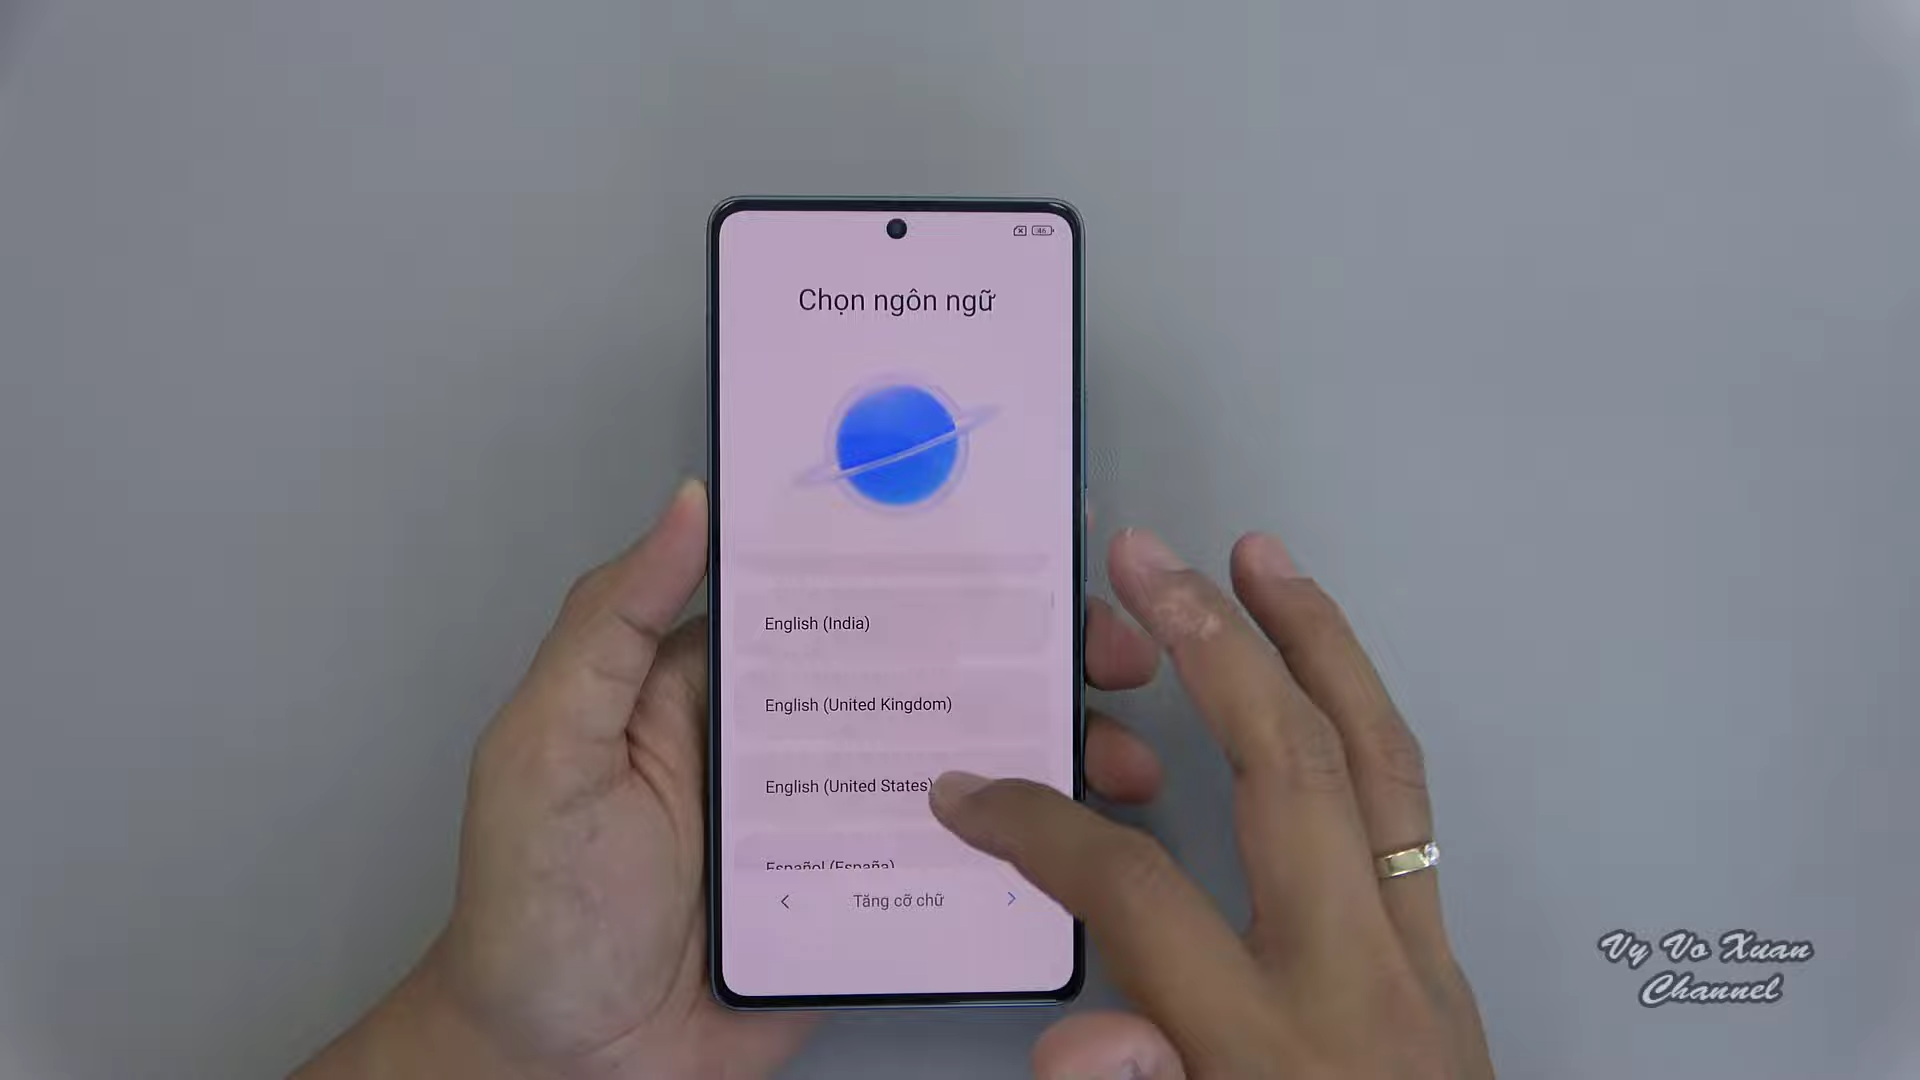 46
Chọn ngôn ngữ
English (India)
English (United Kingdom)
English (United States)
Español (España)
Tăng cỡ chữ
Vy Vo Xuan
Channel